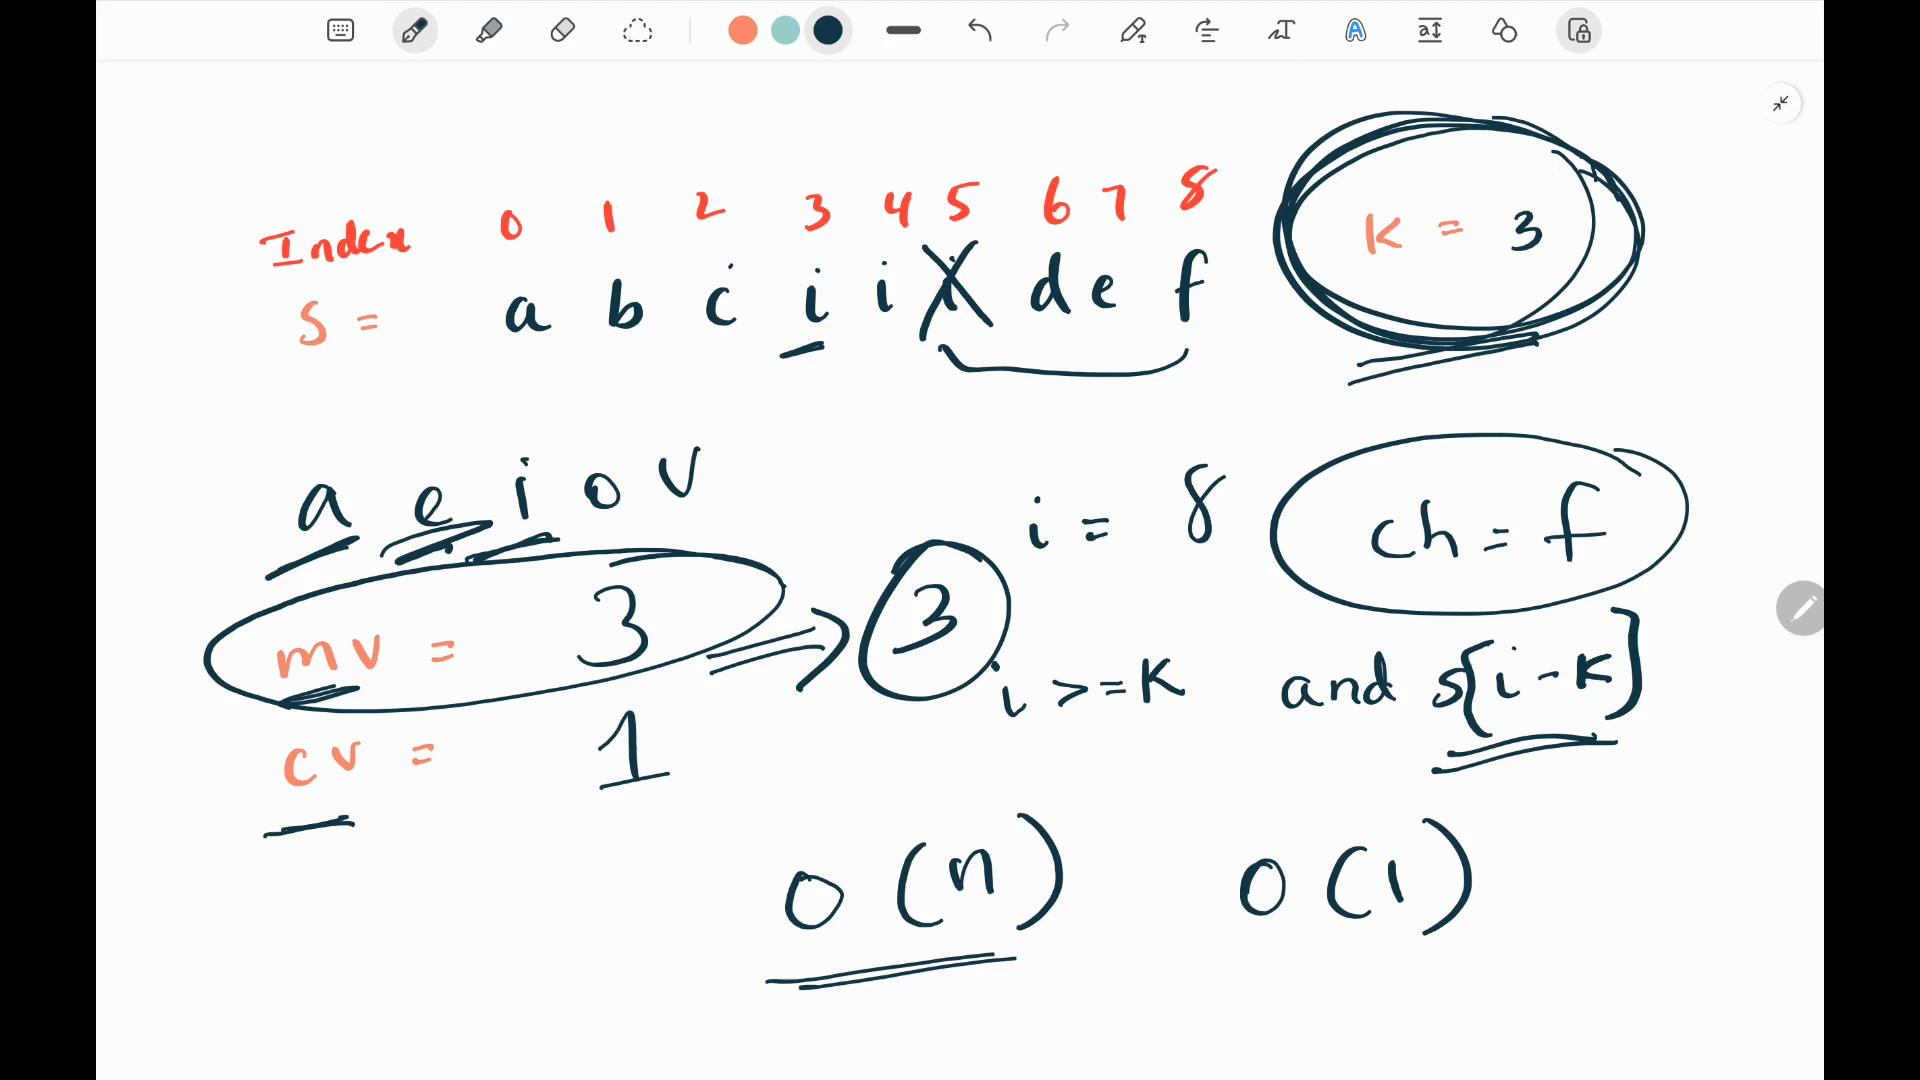 Index 0 1 2 3 4 5 6 7 8
S = a b c i i i d e f
K = 3
a e i o v
i = 8
ch = f
mv = 3 => 3
i >= K and s[i - K]
cv = 1
O(n) O(1)